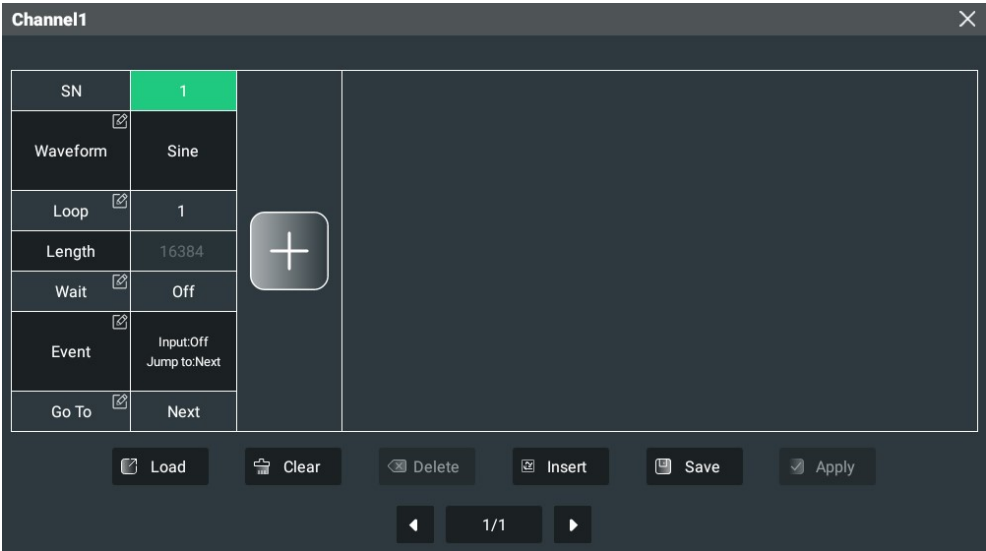 Channel1
SN 1
Waveform Sine
Loop 1
Length 16384
Wait Off
Event Input:Off
Jump to:Next
Go To Next
Load Clear Delete Insert Save Apply
1/1